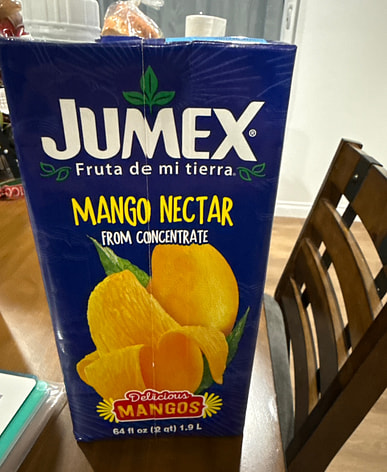 JUMEX®
Fruta de mi tierra®
MANGO NECTAR
FROM CONCENTRATE
Delicious
MANGOS
64 fl oz (2 qt) 1.9 L